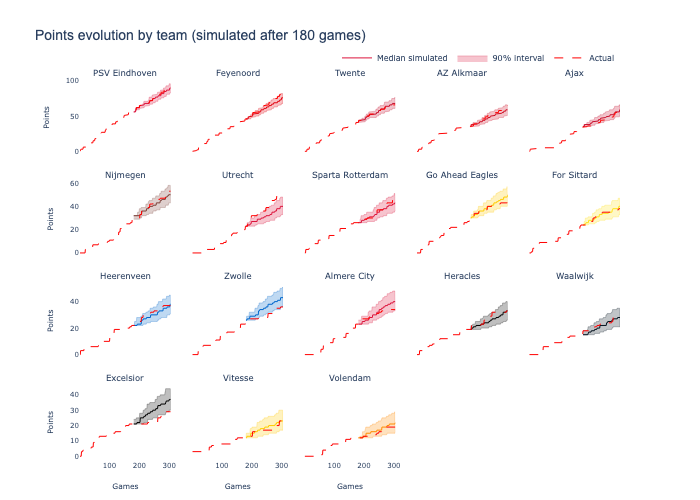 Points evolution by team (simulated after 180 games)
Median simulated 90% interval Actual
PSV Eindhoven Feyenoord Twente AZ Alkmaar Ajax
100
50
0
Points
Nijmegen Utrecht Sparta Rotterdam Go Ahead Eagles For Sittard
60
40
20
0
Points
Heerenveen Zwolle Almere City Heracles Waalwijk
40
20
0
Points
Excelsior Vitesse Volendam
40
30
20
10
0
Points
100 200 300 100 200 300 100 200 300
Games Games Games